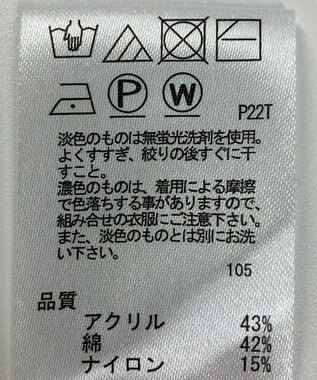 P W
P22T
淡色のものは無蛍光洗剤を使用。
よくすすぎ、絞りの後すぐに干
すこと。
濃色のものは、着用による摩擦
で色落ちする事がありますので、
組み合せの衣服にご注意下さい。
また、淡色のものとは別にお洗
い下さい。
105
品質
アクリル 43%
綿 42%
ナイロン 15%